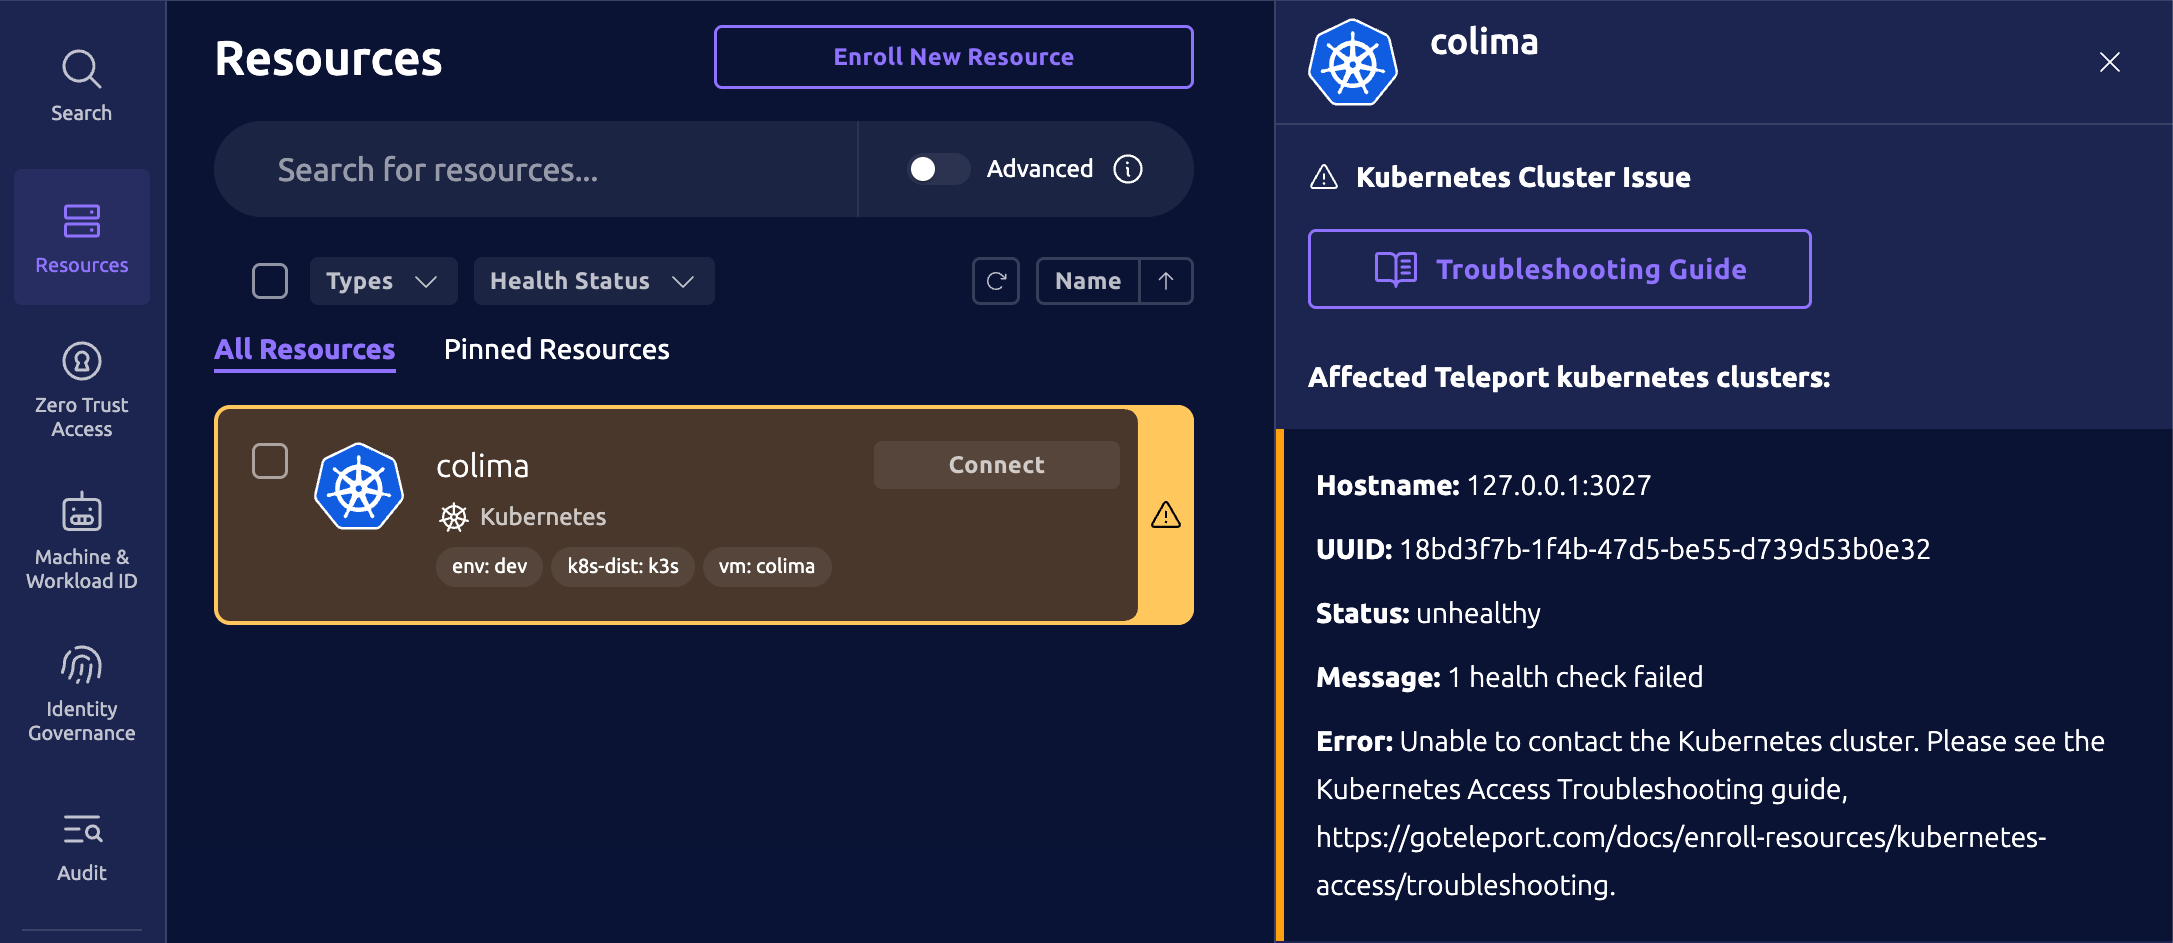 Search
Resources
Zero Trust
Access
Machine &
Workload ID
Identity
Governance
Audit
Resources
Enroll New Resource
Search for resources...
Advanced
Types
Health Status
Name
All Resources
Pinned Resources
colima
Connect
Kubernetes
env: dev
k8s-dist: k3s
vm: colima
colima
Kubernetes Cluster Issue
Troubleshooting Guide
Affected Teleport kubernetes clusters:
Hostname: 127.0.0.1:3027
UUID: 18bd3f7b-1f4b-47d5-be55-d739d53b0e32
Status: unhealthy
Message: 1 health check failed
Error: Unable to contact the Kubernetes cluster. Please see the
Kubernetes Access Troubleshooting guide,
https://goteleport.com/docs/enroll-resources/kubernetes-
access/troubleshooting.